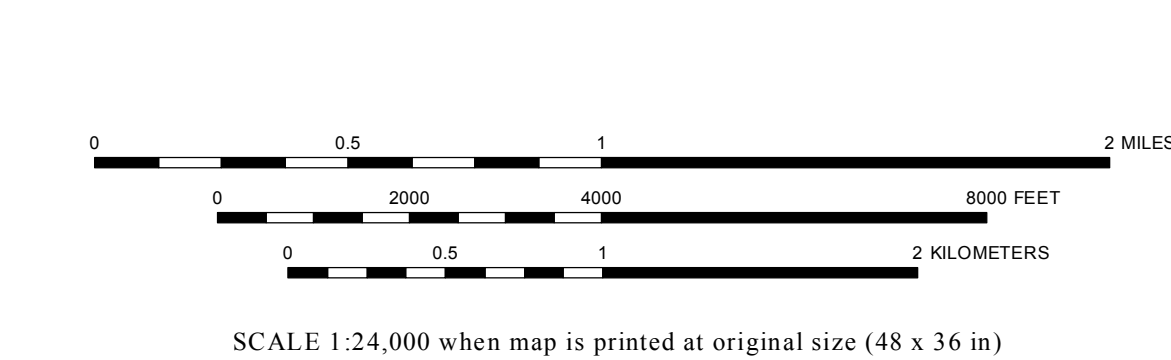 0 0.5 1 2 MILES
0 2000 4000 8000 FEET
0 0.5 1 2 KILOMETERS
SCALE 1:24,000 when map is printed at original size (48 x 36 in)